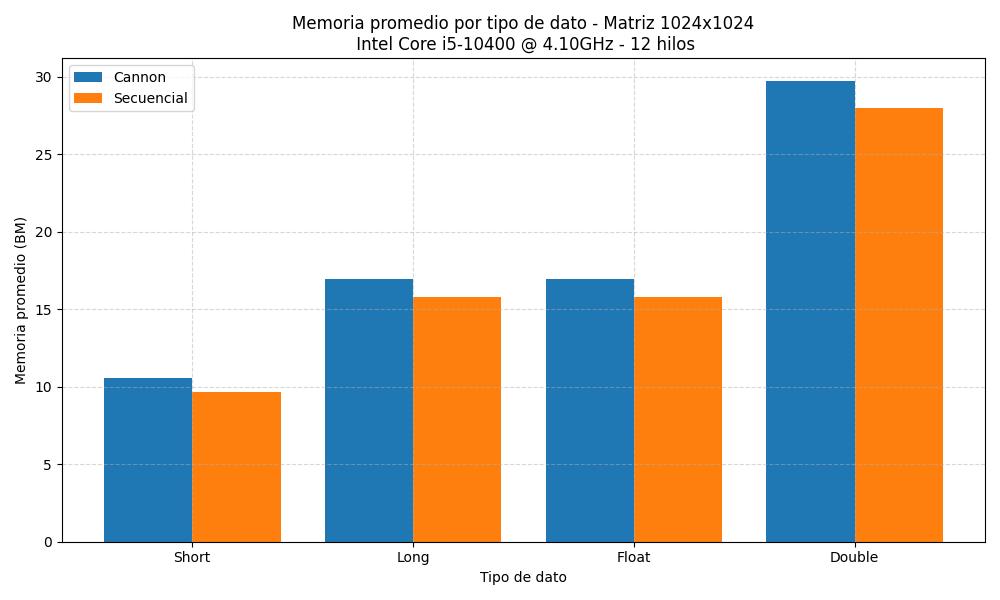 Memoria promedio por tipo de dato - Matriz 1024x1024
Intel Core i5-10400 @ 4.10GHz - 12 hilos
Cannon
Secuencial
Memoria promedio (BM)
30
25
20
15
10
5
0
Short
Long
Float
Double
Tipo de dato